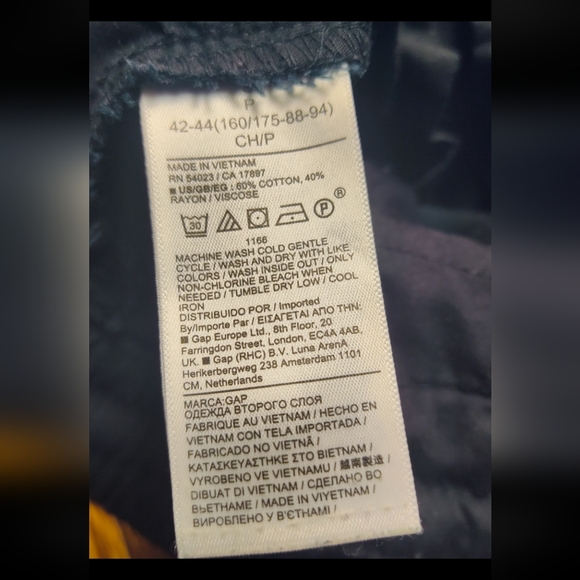 P
42-44(160/175-88-94)
CH/P
MADE IN VIETNAM
RN 54023 / CA 17897
■ US/GB/EG : 60% COTTON, 40%
RAYON / VISCOSE
30 P ®
1166
MACHINE WASH COLD GENTLE
CYCLE / WASH AND DRY WITH LIKE
COLORS / WASH INSIDE OUT / ONLY
NON-CHLORINE BLEACH WHEN
NEEDED / TUMBLE DRY LOW / COOL
IRON
DISTRIBUIDO POR / Imported
By/Importe Par / ΕΙΣΑΓΕΤΑΙ ΑΠΟ ΤΗΝ:
■ Gap Europe Ltd., 8th Floor, 20
Farringdon Street, London, EC4A 4AB,
UK. ■ Gap (RHC) B.V. Luna ArenA
Herikerbergweg 238 Amsterdam 1101
CM, Netherlands
MARCA:GAP
ОДЕЖДА ВТОРОГО СЛОЯ
FABRIQUE AU VIETNAM / HECHO EN
VIETNAM CON TELA IMPORTADA /
FABRICADO NO VIETNÃ /
ΚΑΤΑΣΚΕΥΑΣΤΗΚΕ ΣΤΟ ΒΙΕΤΝΑΜ /
VYROBENO VE VIETNAMU / 越南製造 /
DIBUAT DI VIETNAM / СДЕЛАНО ВО
ВЬЕТНАМЕ / MADE IN VIYETNAM /
ВИРОБЛЕНО У В'ЄТНАМІ /